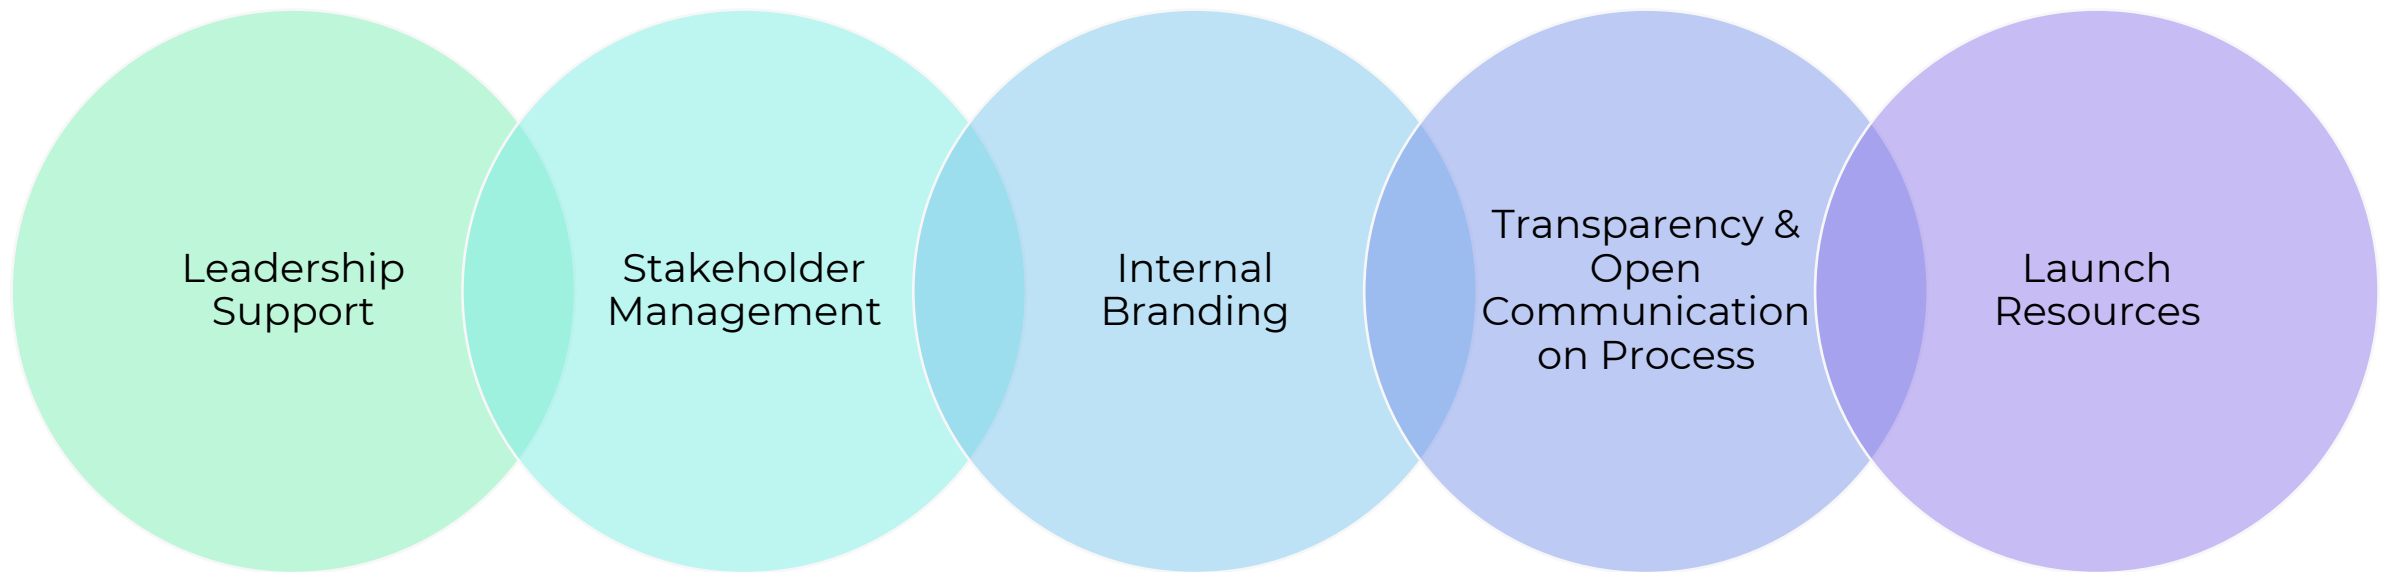 Leadership
Support
Stakeholder
Management
Internal
Branding
Transparency &
Open
Communication
on Process
Launch
Resources